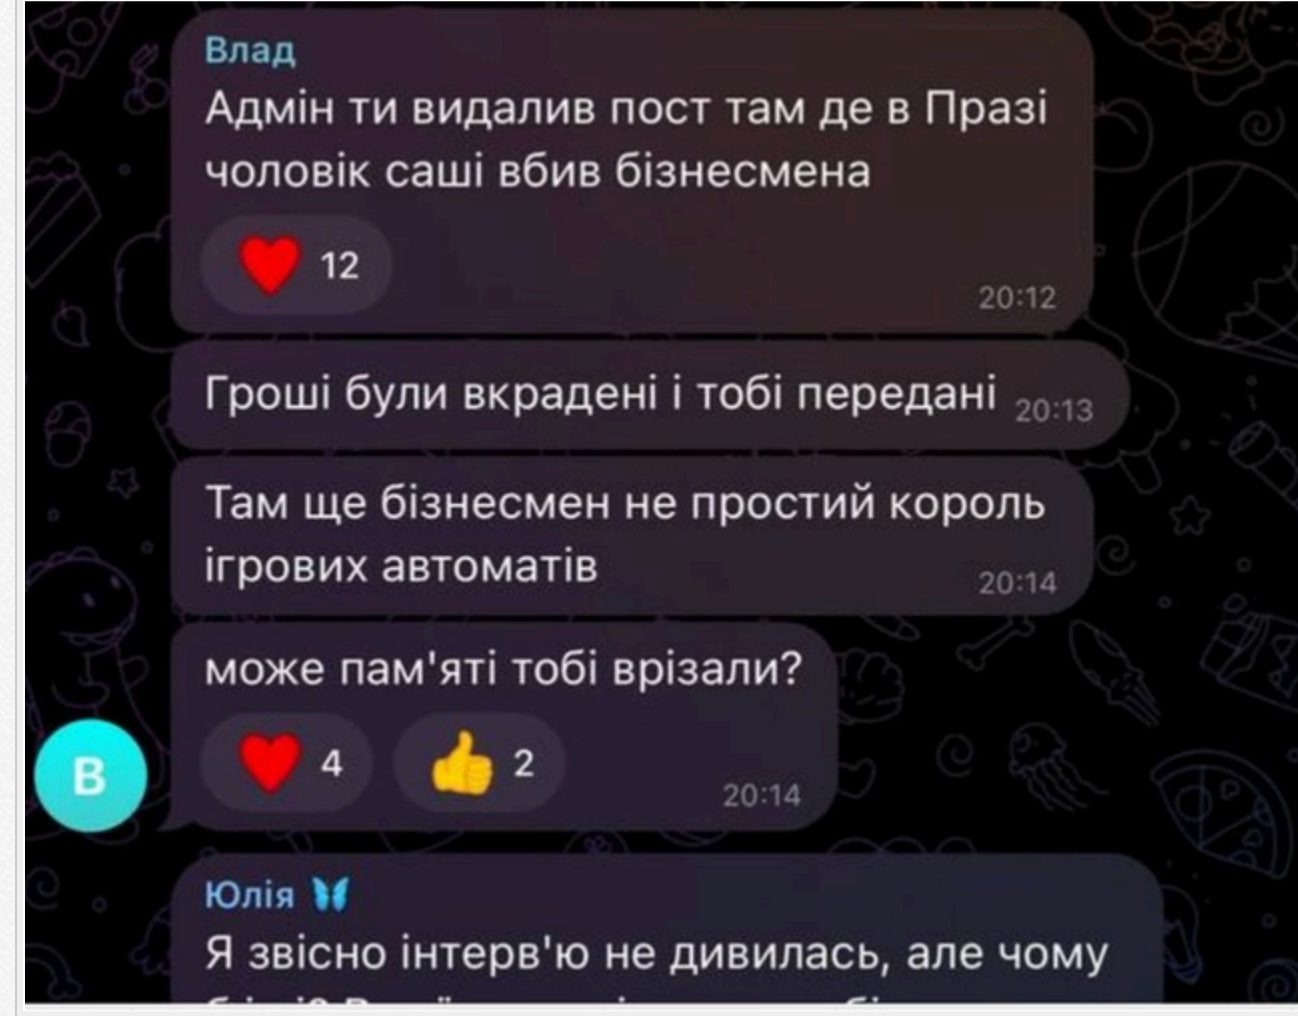 Влад
Адмін ти видалив пост там де в Празі
чоловік саші вбив бізнесмена
❤️ 12
20:12
Гроші були вкрадені і тобі передані 20:13
Там ще бізнесмен не простий король
ігрових автоматів
20:14
може пам'яті тобі врізали?
❤️ 4 👍 2
20:14
В
Юлія 🦋
Я звісно інтерв'ю не дивилась, але чому